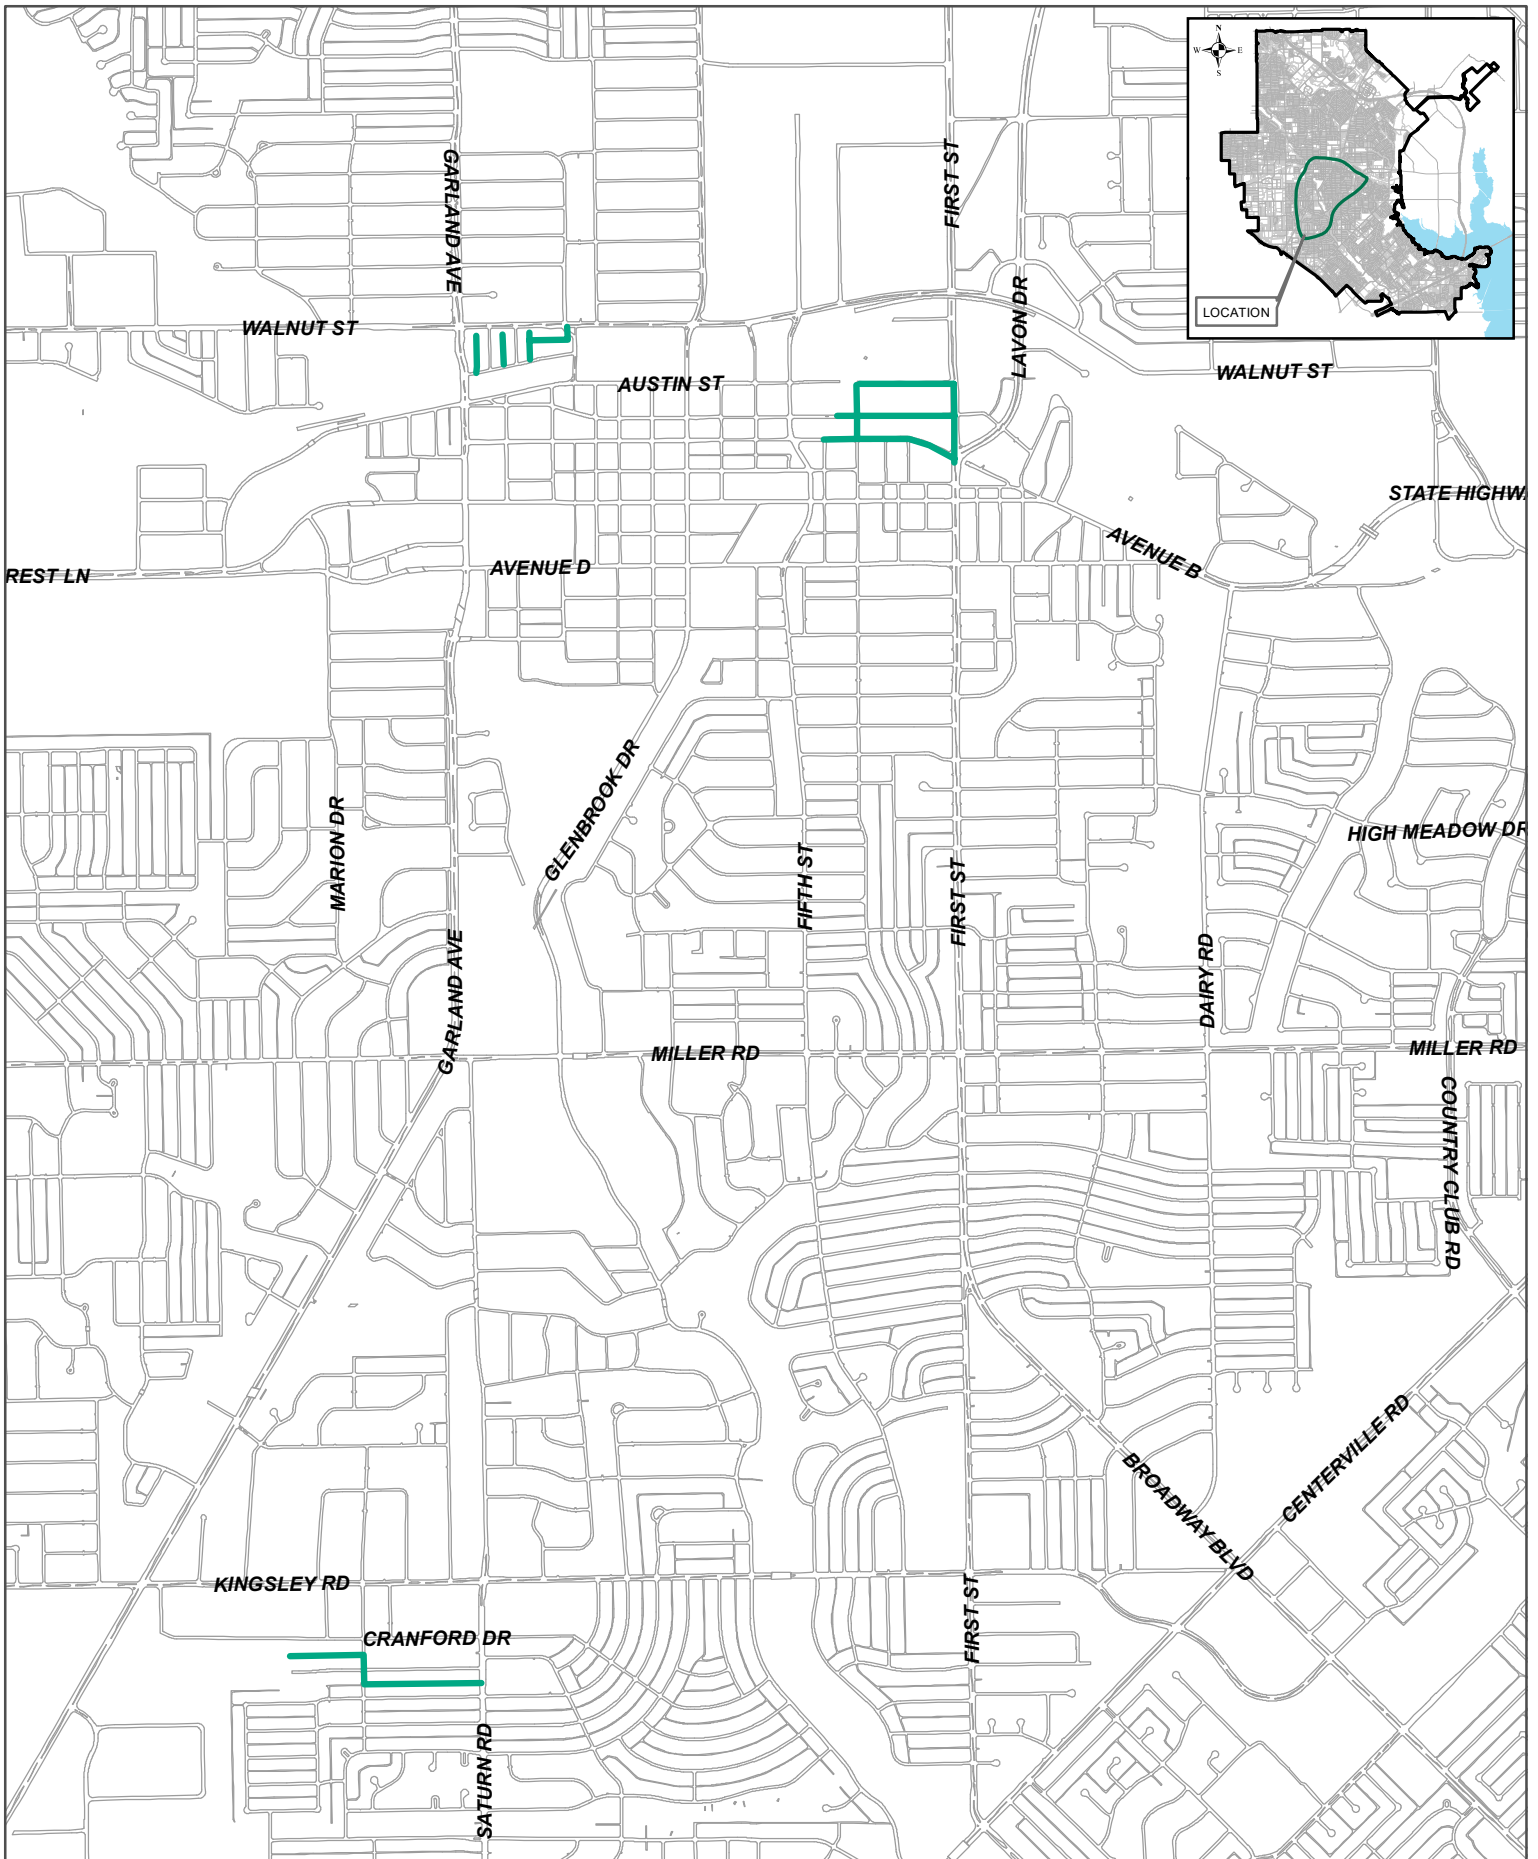 N
W E
S
LOCATION
GARLAND AVE
FIRST ST
LAVON DR
WALNUT ST
WALNUT ST
AUSTIN ST
STATE HIGHWA
AVENUE B
REST LN
AVENUE D
GLENBROOK DR
MARION DR
HIGH MEADOW DR
FIFTH ST
FIRST ST
GARLAND AVE
DAIRY RD
MILLER RD
MILLER RD
COUNTRY CLUB RD
CENTERVILLE RD
BROADWAY BLVD
KINGSLEY RD
FIRST ST
CRANFORD DR
SATURN RD